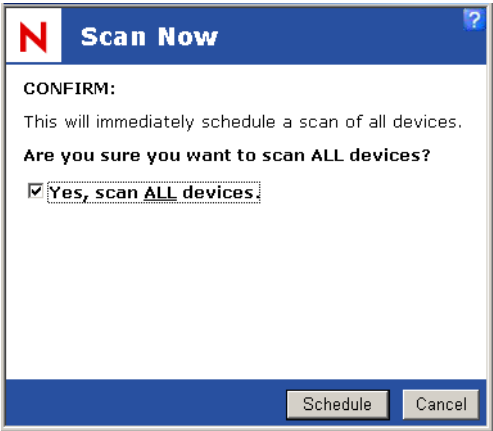 N Scan Now ?
CONFIRM:
This will immediately schedule a scan of all devices.
Are you sure you want to scan ALL devices?
Yes, scan ALL devices.
Schedule Cancel